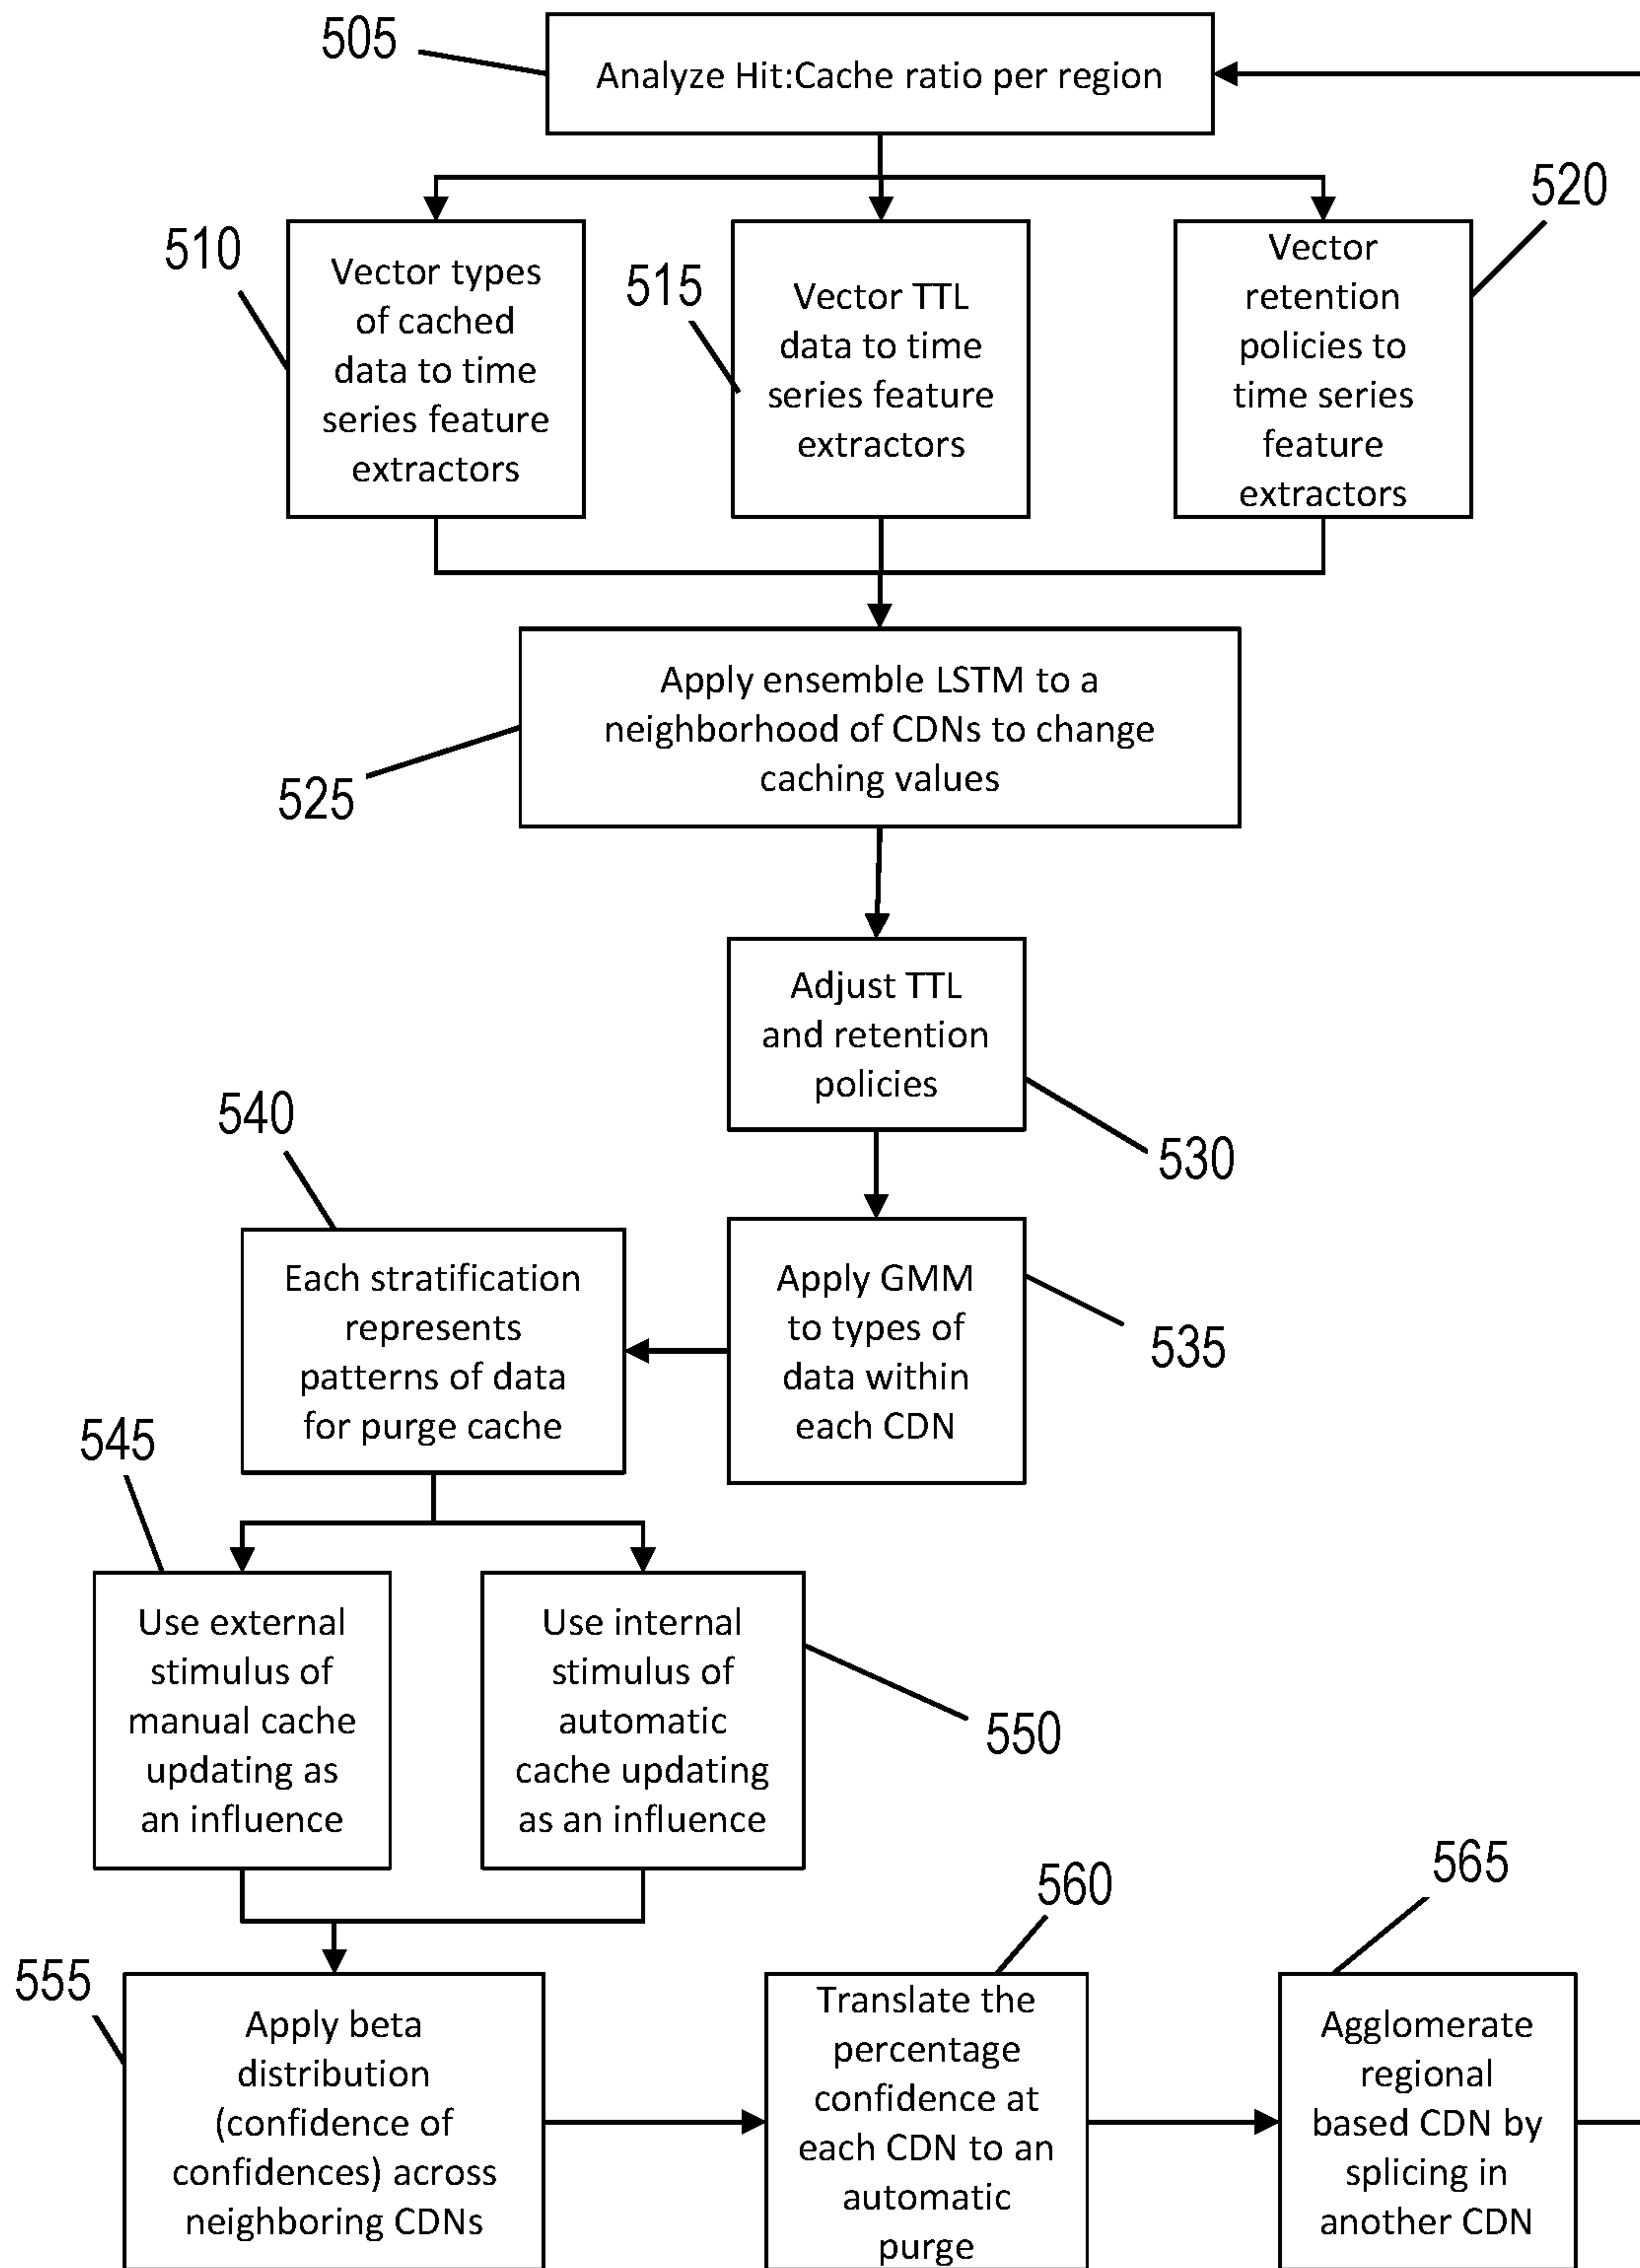 505
Analyze Hit:Cache ratio per region
510
Vector types
of cached
data to time
series feature
extractors
515
Vector TTL
data to time
series feature
extractors
520
Vector
retention
policies to
time series
feature
extractors
Apply ensemble LSTM to a
neighborhood of CDNs to change
caching values
525
Adjust TTL
and retention
policies
530
Apply GMM
to types of
data within
each CDN
535
540
Each stratification
represents
patterns of data
for purge cache
545
Use external
stimulus of
manual cache
updating as
an influence
Use internal
stimulus of
automatic
cache updating
as an influence
550
555
Apply beta
distribution
(confidence of
confidences) across
neighboring CDNs
560
Translate the
percentage
confidence at
each CDN to an
automatic
purge
565
Agglomerate
regional
based CDN by
splicing in
another CDN